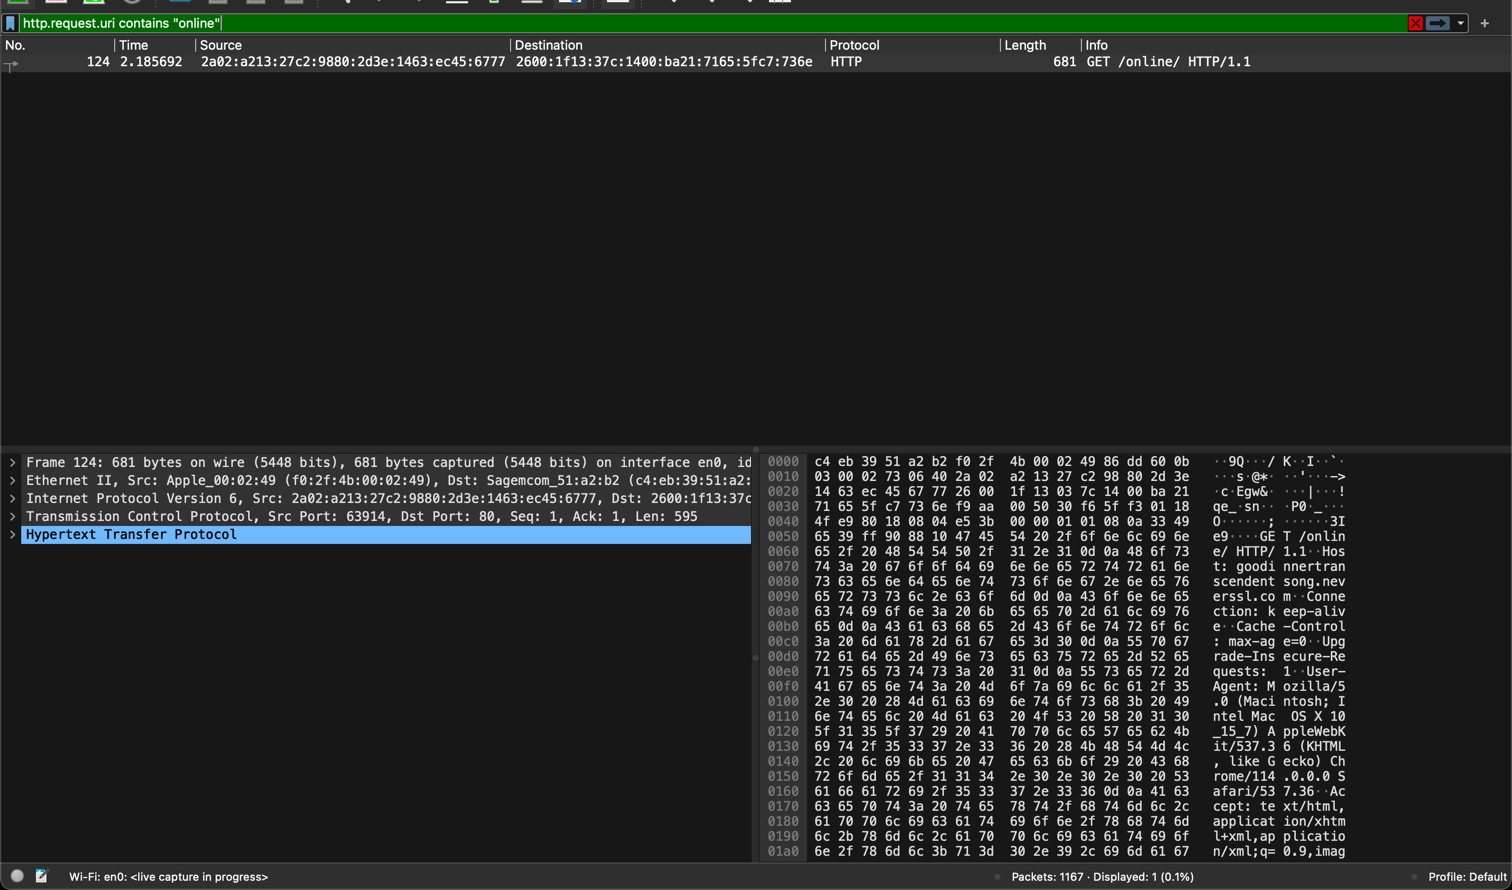 http.request.uri contains "online"
No. Time Source Destination Protocol Length Info
124 2.185692 2a02:a213:27c2:9880:2d3e:1463:ec45:6777 2600:1f13:37c:1400:ba21:7165:5fc7:736e HTTP 681 GET /online/ HTTP/1.1
Frame 124: 681 bytes on wire (5448 bits), 681 bytes captured (5448 bits) on interface en0, id
Ethernet II, Src: Apple_00:02:49 (f0:2f:4b:00:02:49), Dst: Sagemcom_51:a2:b2 (c4:eb:39:51:a2:
Internet Protocol Version 6, Src: 2a02:a213:27c2:9880:2d3e:1463:ec45:6777, Dst: 2600:1f13:37c
Transmission Control Protocol, Src Port: 63914, Dst Port: 80, Seq: 1, Ack: 1, Len: 595
Hypertext Transfer Protocol
0000 c4 eb 39 51 a2 b2 f0 2f 4b 00 02 49 86 dd 60 0b ··9Q···/ K··I··`·
0010 03 00 02 73 06 40 2a 02 a2 13 27 c2 98 80 2d 3e ···s·@*· ··'···->
0020 14 63 ec 45 67 77 26 00 1f 13 03 7c 14 00 ba 21 ·c·Egw&· ···|···!
0030 71 65 5f c7 73 6e f9 aa 00 50 30 f6 5f f3 01 18 qe_·sn·· ·P0·_···
0040 4f e9 80 18 08 04 e5 3b 00 00 01 01 08 0a 33 49 O······; ······3I
0050 65 39 ff 90 88 10 47 45 54 20 2f 6f 6e 6c 69 6e e9····GE T /onlin
0060 65 2f 20 48 54 54 50 2f 31 2e 31 0d 0a 48 6f 73 e/ HTTP/ 1.1··Hos
0070 74 3a 20 67 6f 6f 64 69 6e 6e 65 72 74 72 61 6e t: goodi nnertran
0080 73 63 65 6e 64 65 6e 74 73 6f 6e 67 2e 6e 65 76 scendent song.nev
0090 65 72 73 73 6c 2e 63 6f 6d 0d 0a 43 6f 6e 6e 65 erssl.co m··Conne
00a0 63 74 69 6f 6e 3a 20 6b 65 65 70 2d 61 6c 69 76 ction: k eep-aliv
00b0 65 0d 0a 43 61 63 68 65 2d 43 6f 6e 74 72 6f 6c e··Cache -Control
00c0 3a 20 6d 61 78 2d 61 67 65 3d 30 0d 0a 55 70 67 : max-ag e=0··Upg
00d0 72 61 64 65 2d 49 6e 73 65 63 75 72 65 2d 52 65 rade-Ins ecure-Re
00e0 71 75 65 73 74 73 3a 20 31 0d 0a 55 73 65 72 2d quests: 1··User-
00f0 41 67 65 6e 74 3a 20 4d 6f 7a 69 6c 6c 61 2f 35 Agent: M ozilla/5
0100 2e 30 20 28 4d 61 63 69 6e 74 6f 73 68 3b 20 49 .0 (Maci ntosh; I
0110 6e 74 65 6c 20 4d 61 63 20 4f 53 20 58 20 31 30 ntel Mac OS X 10
0120 5f 31 35 5f 37 29 20 41 70 70 6c 65 57 65 62 4b _15_7) A ppleWebK
0130 69 74 2f 35 33 37 2e 33 36 20 28 4b 48 54 4d 4c it/537.3 6 (KHTML
0140 2c 20 6c 69 6b 65 20 47 65 63 6b 6f 29 20 43 68 , like G ecko) Ch
0150 72 6f 6d 65 2f 31 31 34 2e 30 2e 30 2e 30 20 53 rome/114 .0.0.0 S
0160 61 66 61 72 69 2f 35 33 37 2e 33 36 0d 0a 41 63 afari/53 7.36··Ac
0170 63 65 70 74 3a 20 74 65 78 74 2f 68 74 6d 6c 2c cept: te xt/html,
0180 61 70 70 6c 69 63 61 74 69 6f 6e 2f 78 68 74 6d applicat ion/xhtm
0190 6c 2b 78 6d 6c 2c 61 70 70 6c 69 63 61 74 69 6f l+xml,ap plicatio
01a0 6e 2f 78 6d 6c 3b 71 3d 30 2e 39 2c 69 6d 61 67 n/xml;q= 0.9,imag
Wi-Fi: en0: <live capture in progress> Packets: 1167 · Displayed: 1 (0.1%) Profile: Default